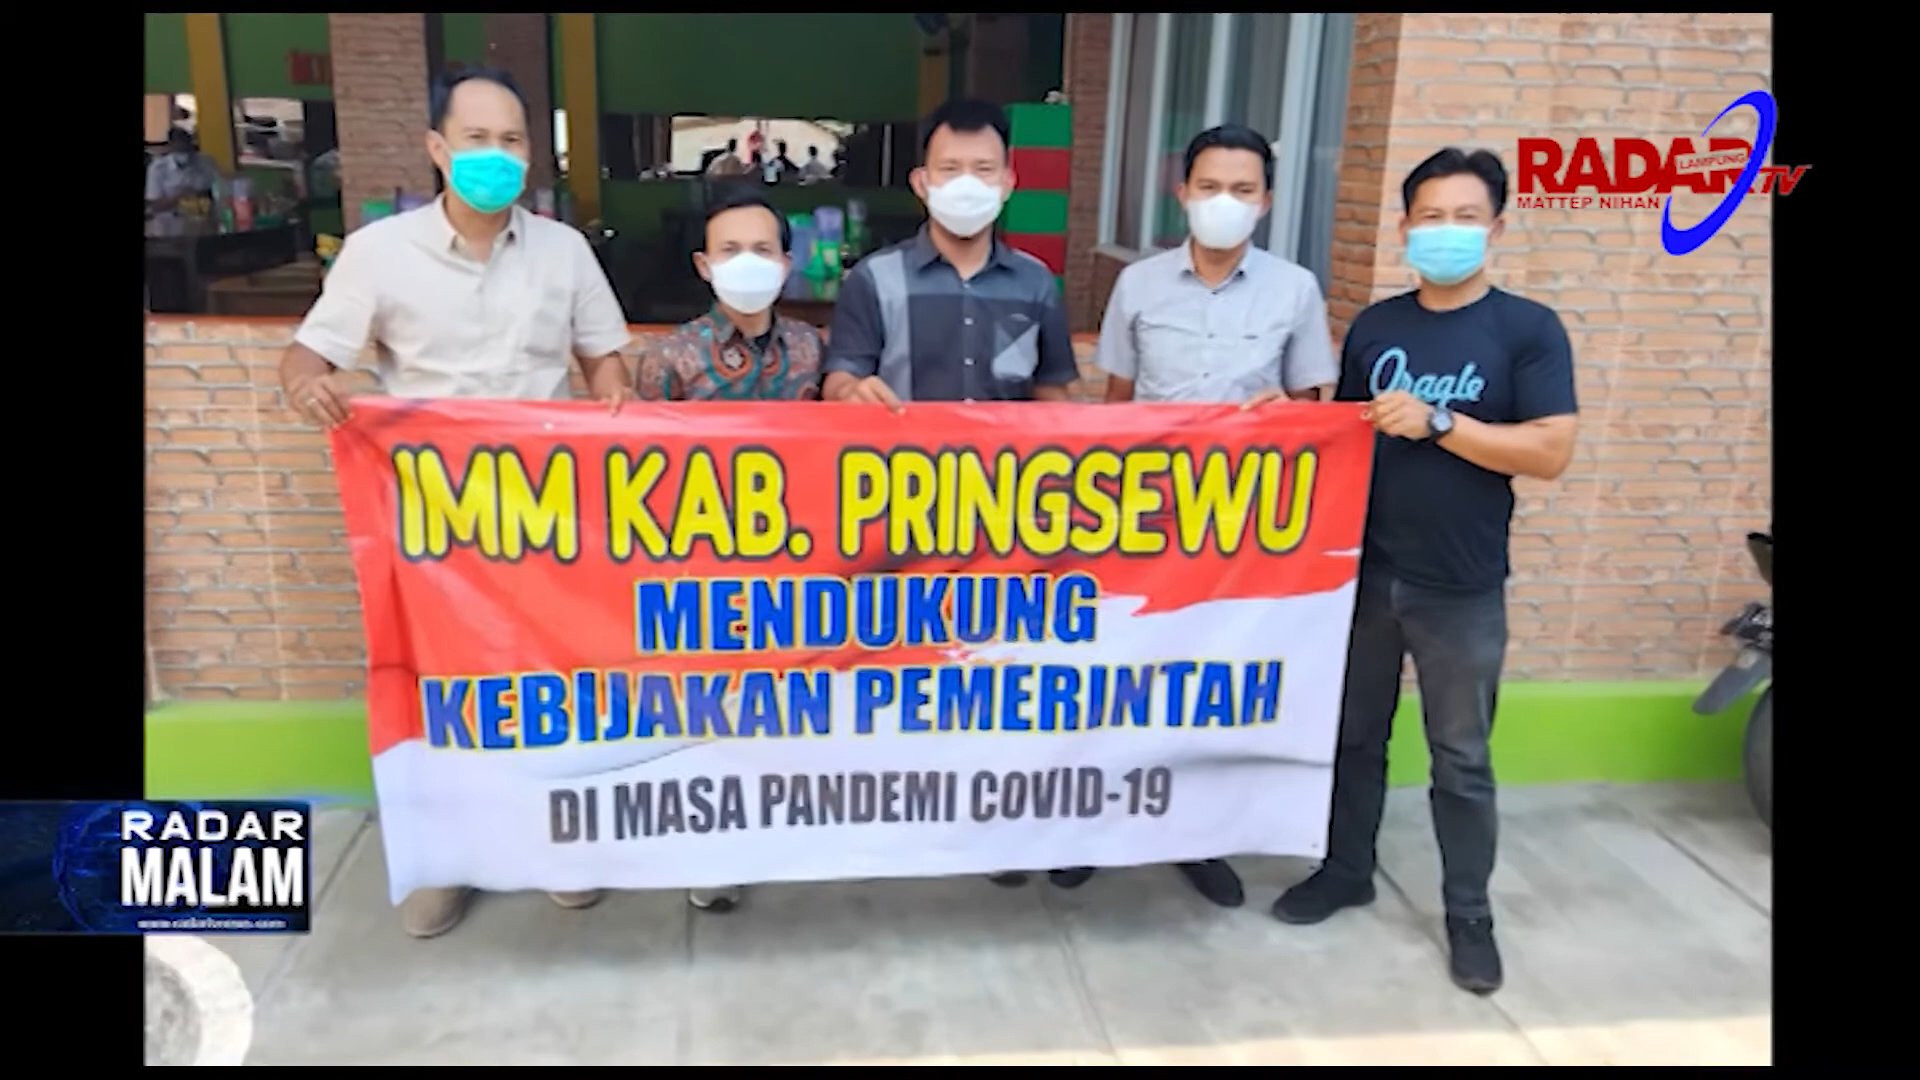 RADAR
LAMPUNG
TV
MATTEP NIHAN
Oragle
IMM KAB. PRINGSEWU
MENDUKUNG
KEBIJAKAN PEMERINTAH
DI MASA PANDEMI COVID-19
RADAR
MALAM